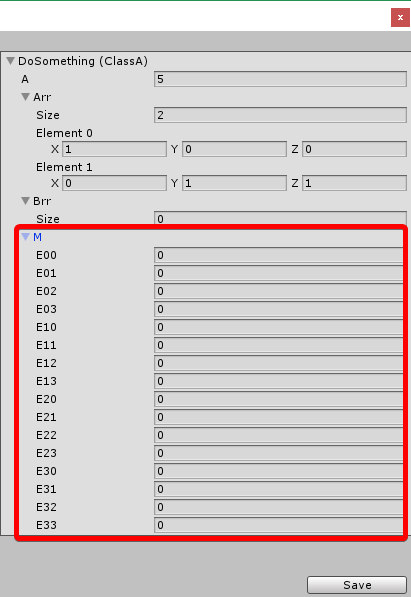 DoSomething (ClassA)
A 5
Arr
Size 2
Element 0
X 1 Y 0 Z 0
Element 1
X 0 Y 1 Z 1
Brr
Size 0
M
E00 0
E01 0
E02 0
E03 0
E10 0
E11 0
E12 0
E13 0
E20 0
E21 0
E22 0
E23 0
E30 0
E31 0
E32 0
E33 0
Save